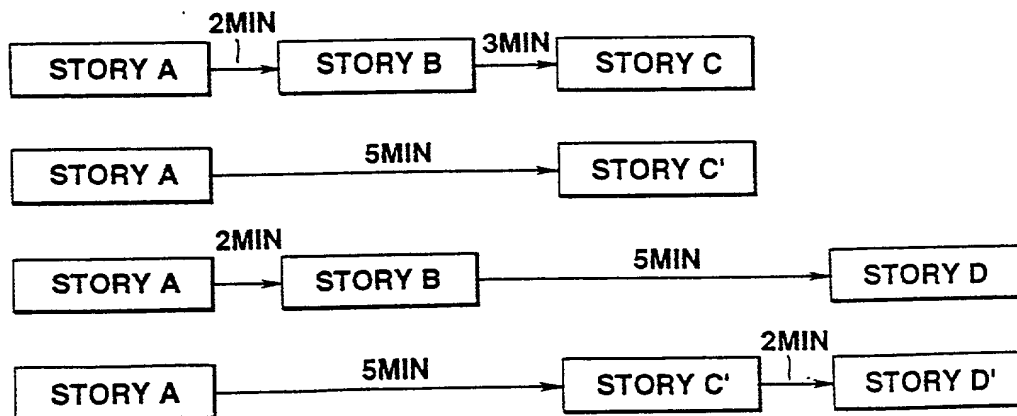 2MIN
3MIN
STORY A STORY B STORY C
5MIN
STORY A STORY C'
2MIN
5MIN
STORY A STORY B STORY D
2MIN
5MIN
STORY A STORY C' STORY D'